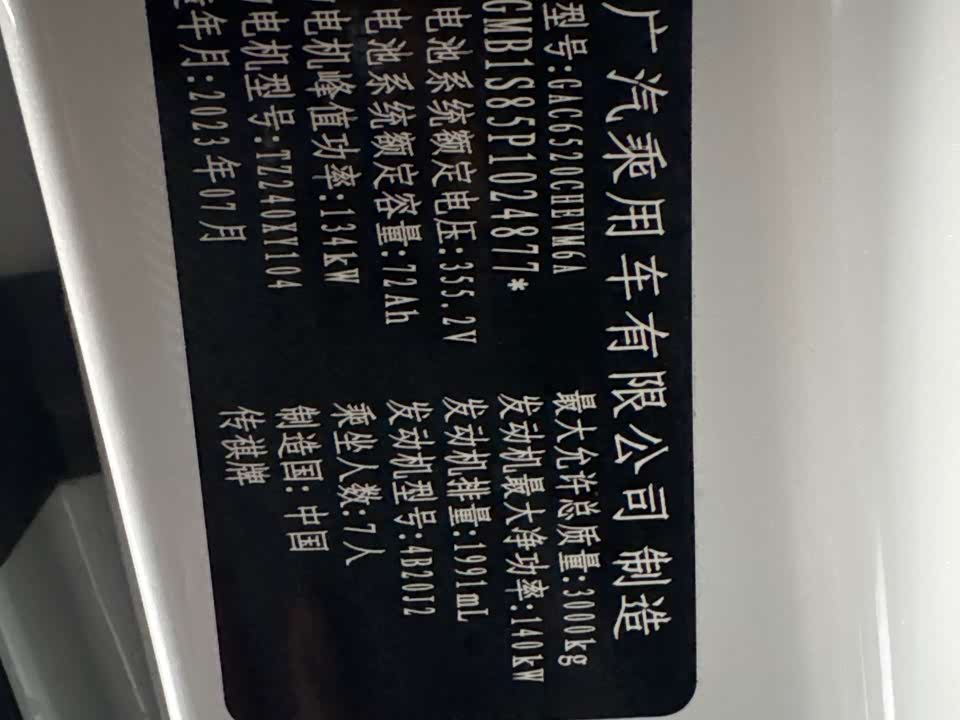 广汽乘用车有限公司 制造
型号:GAC6520CHEVM6A 最大允许总质量:3000kg
GMB1S85P1024877* 发动机最大净功率:140kW
电池系统额定电压:355.2V 发动机排量:1991mL
电池系统额定容量:72Ah 发动机型号:4B20J2
电机峰值功率:134kW 乘坐人数:7人
电机型号:TZ240XY104 制造国:中国
年月:2023年07月 传祺牌